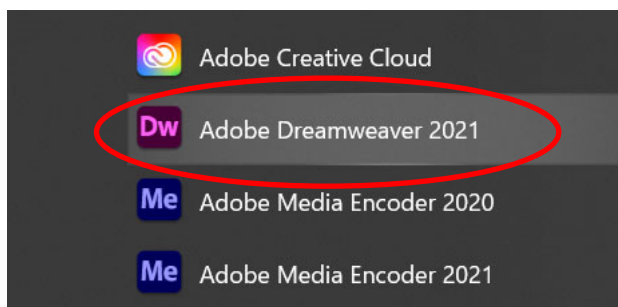 Adobe Creative Cloud
Dw Adobe Dreamweaver 2021
Me Adobe Media Encoder 2020
Me Adobe Media Encoder 2021